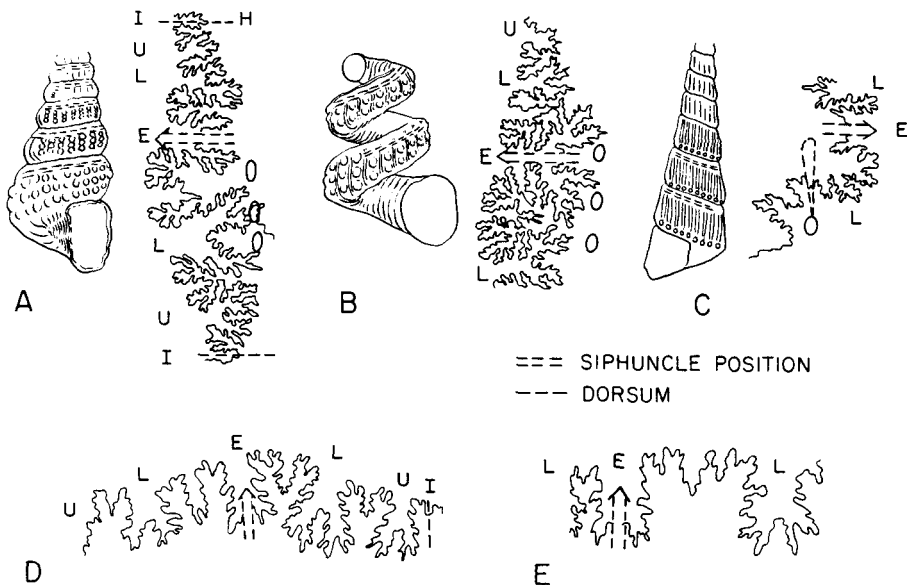 I H U
U
L L L
E E E
L L L
U
I
A B C
=== SIPHUNCLE POSITION
--- DORSUM
U L E L U I L E L
D E